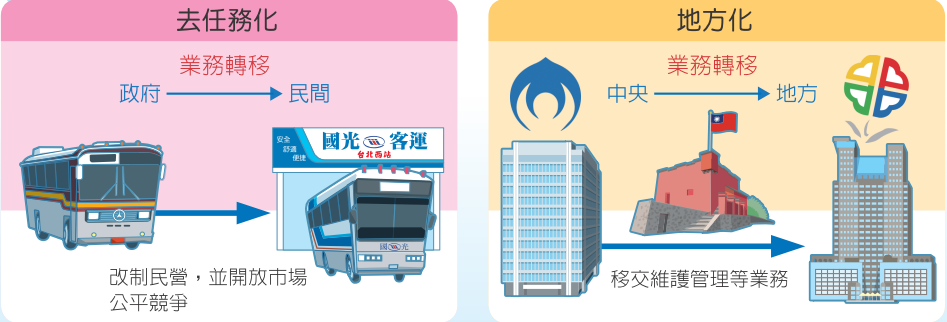 去任務化
業務轉移
政府
民間
安全
舒適
便捷
國光 客運
台北西站
國 光
改制民營，並開放市場
公平競爭
地方化
業務轉移
中央
地方
移交維護管理等業務